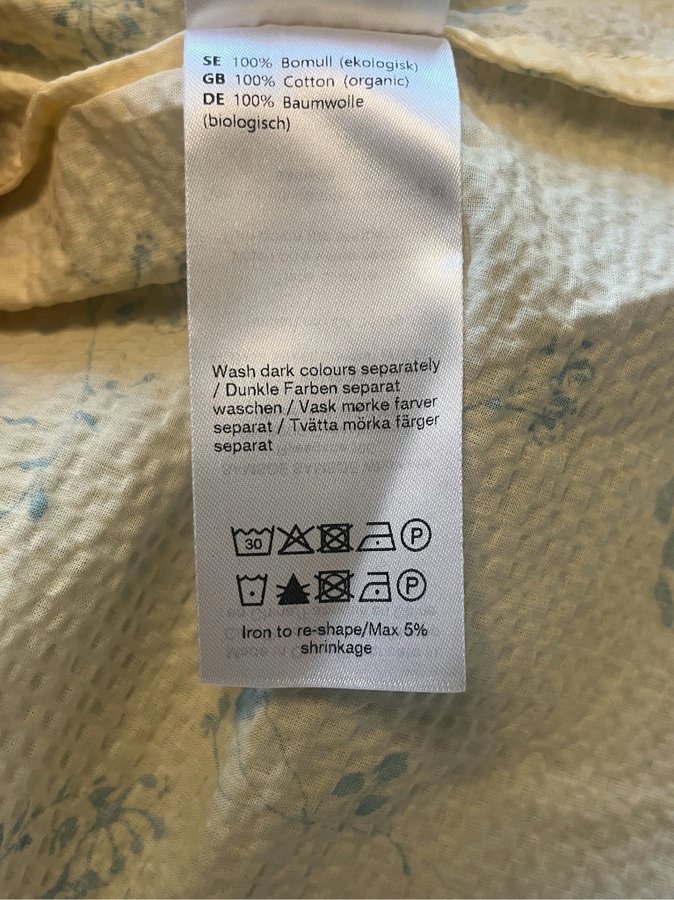 SE 100% Bomull (ekologisk)
GB 100% Cotton (organic)
DE 100% Baumwolle
(biologisch)
Wash dark colours separately
/ Dunkle Farben separat
waschen / Vask mørke farver
separat / Tvätta mörka färger
separat
30 P
P
Iron to re-shape/Max 5%
shrinkage